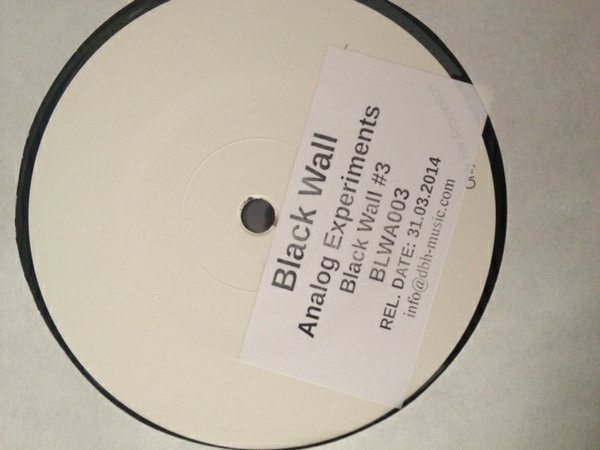 Black Wall
Analog Experiments
Black Wall #3
BLWA003
REL. DATE: 31.03.2014
info@dbh-music.com